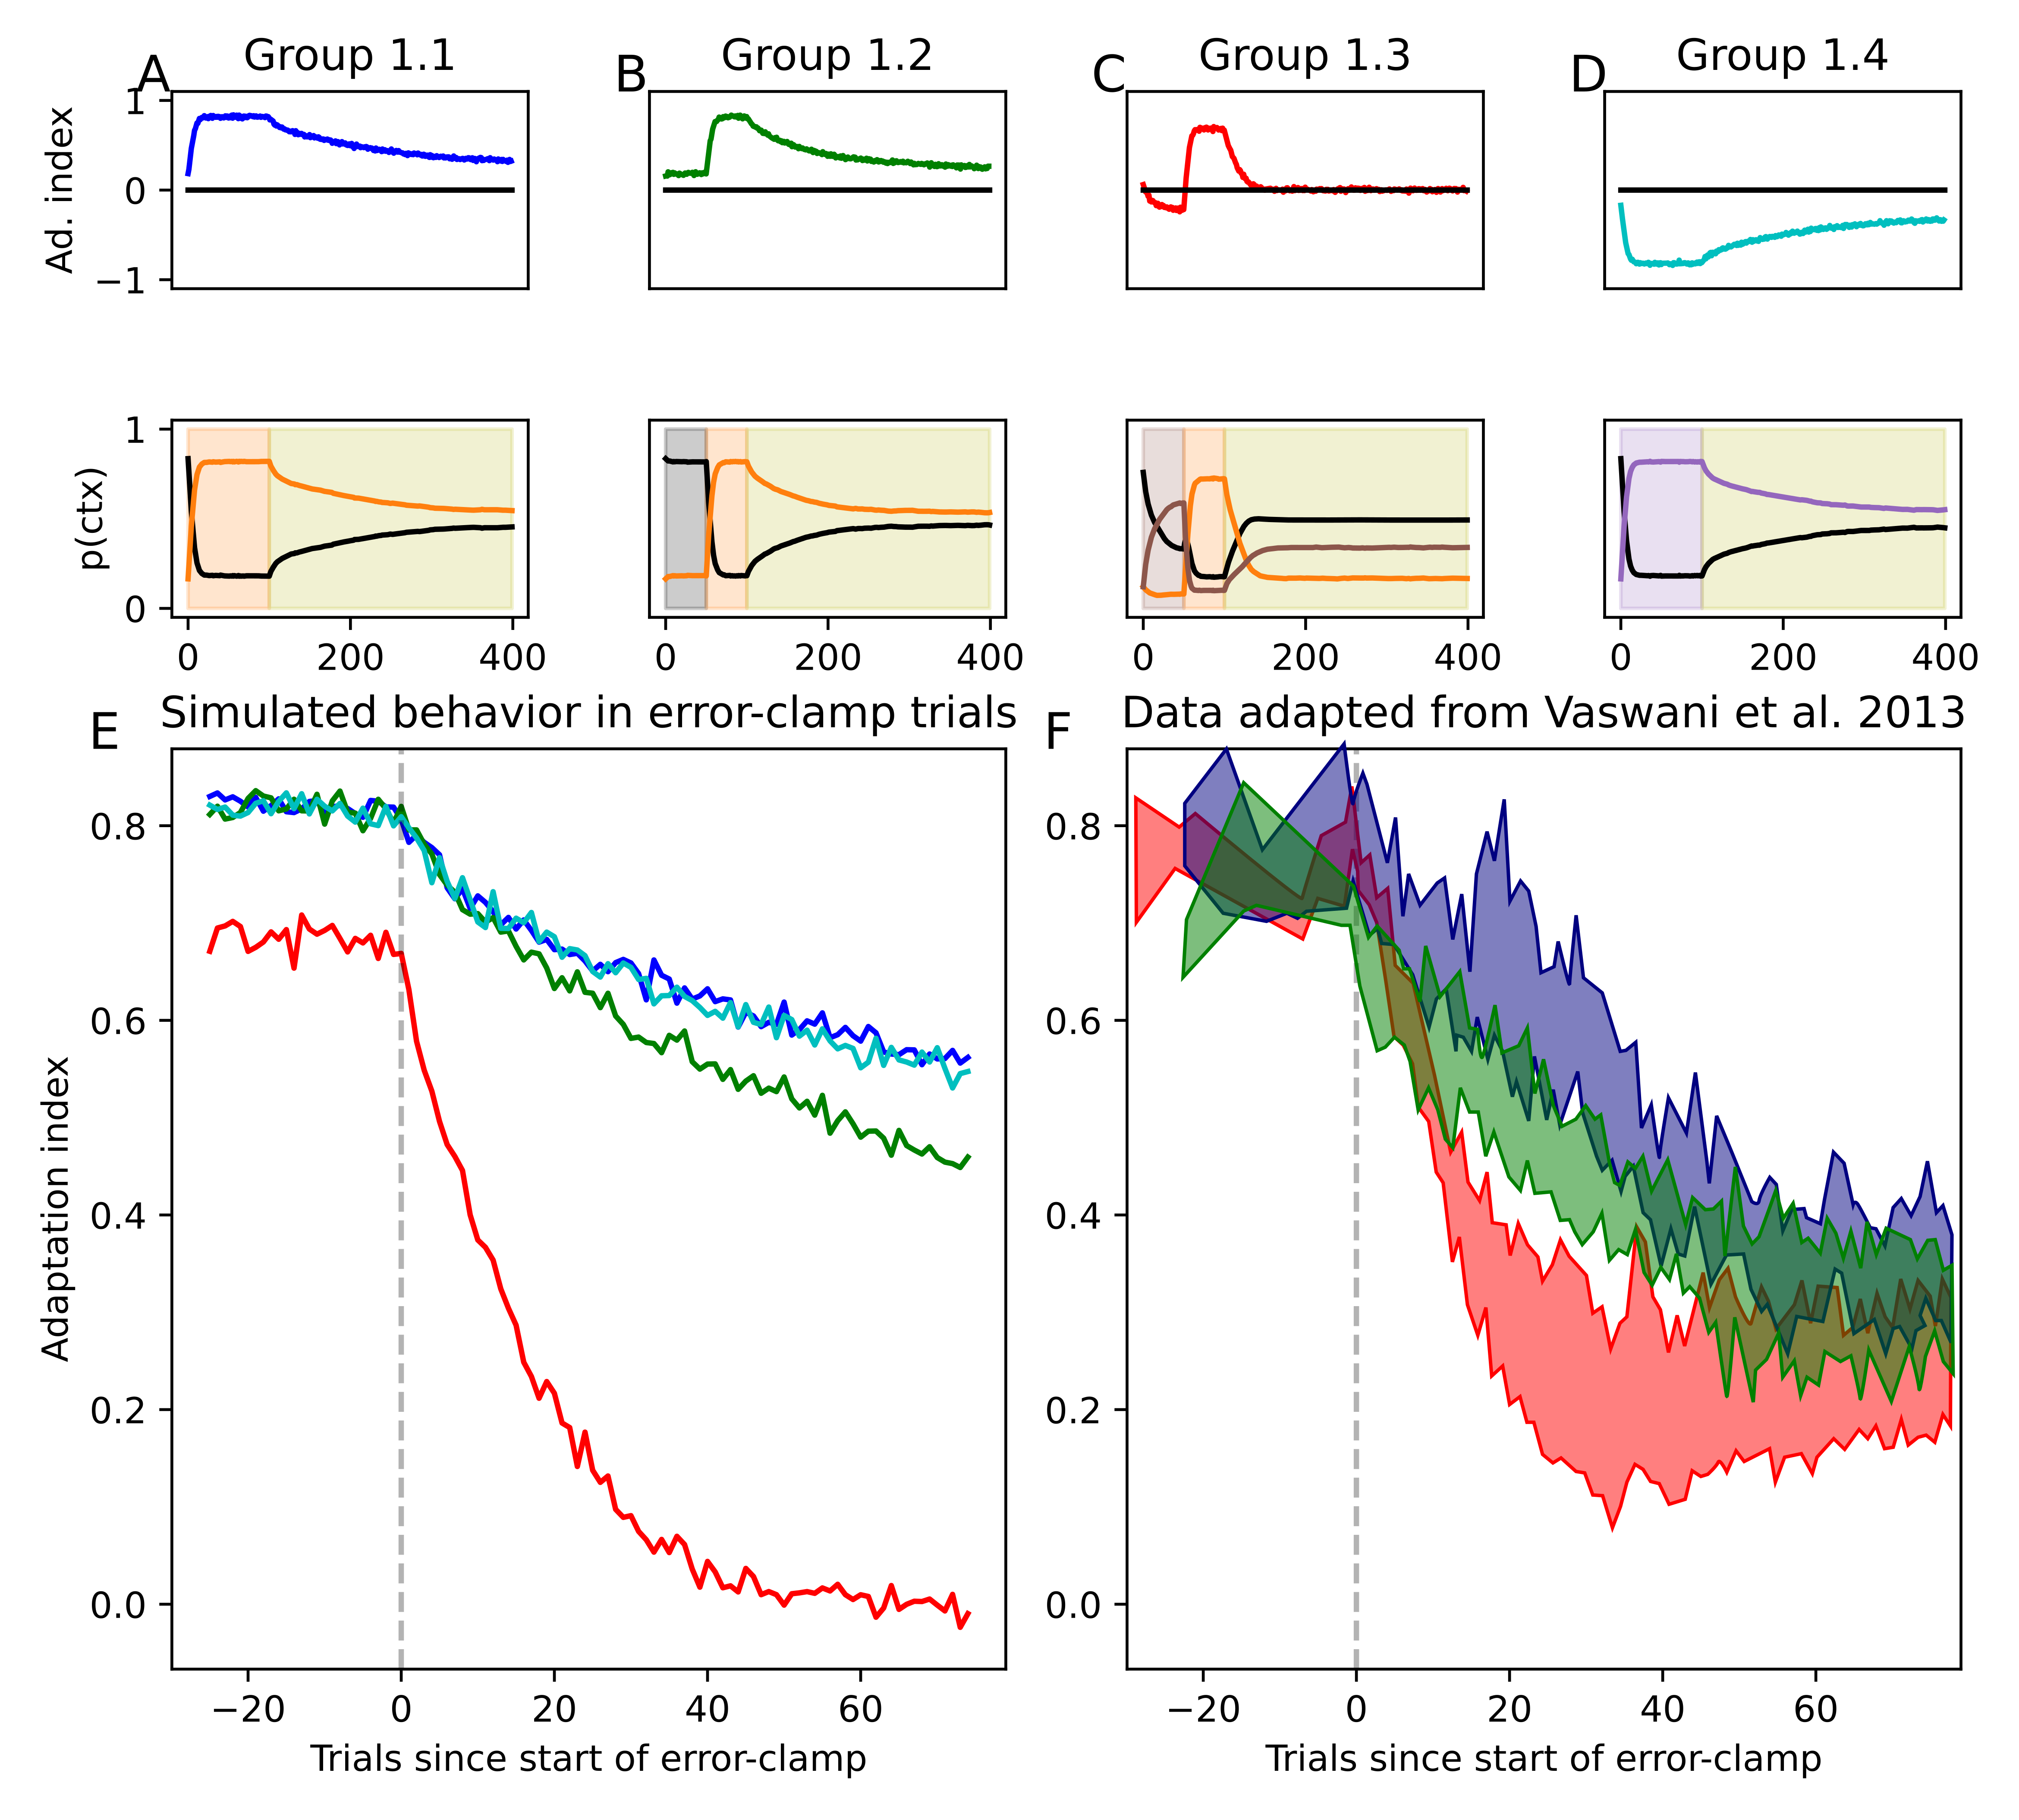 A Group 1.1 B Group 1.2 C Group 1.3 D Group 1.4
Ad. index
1
0
−1
p(ctx)
1
0
0 200 400 0 200 400 0 200 400 0 200 400
E Simulated behavior in error-clamp trials
Adaptation index
0.8
0.6
0.4
0.2
0.0
−20 0 20 40 60
Trials since start of error-clamp
F Data adapted from Vaswani et al. 2013
0.8
0.6
0.4
0.2
0.0
−20 0 20 40 60
Trials since start of error-clamp